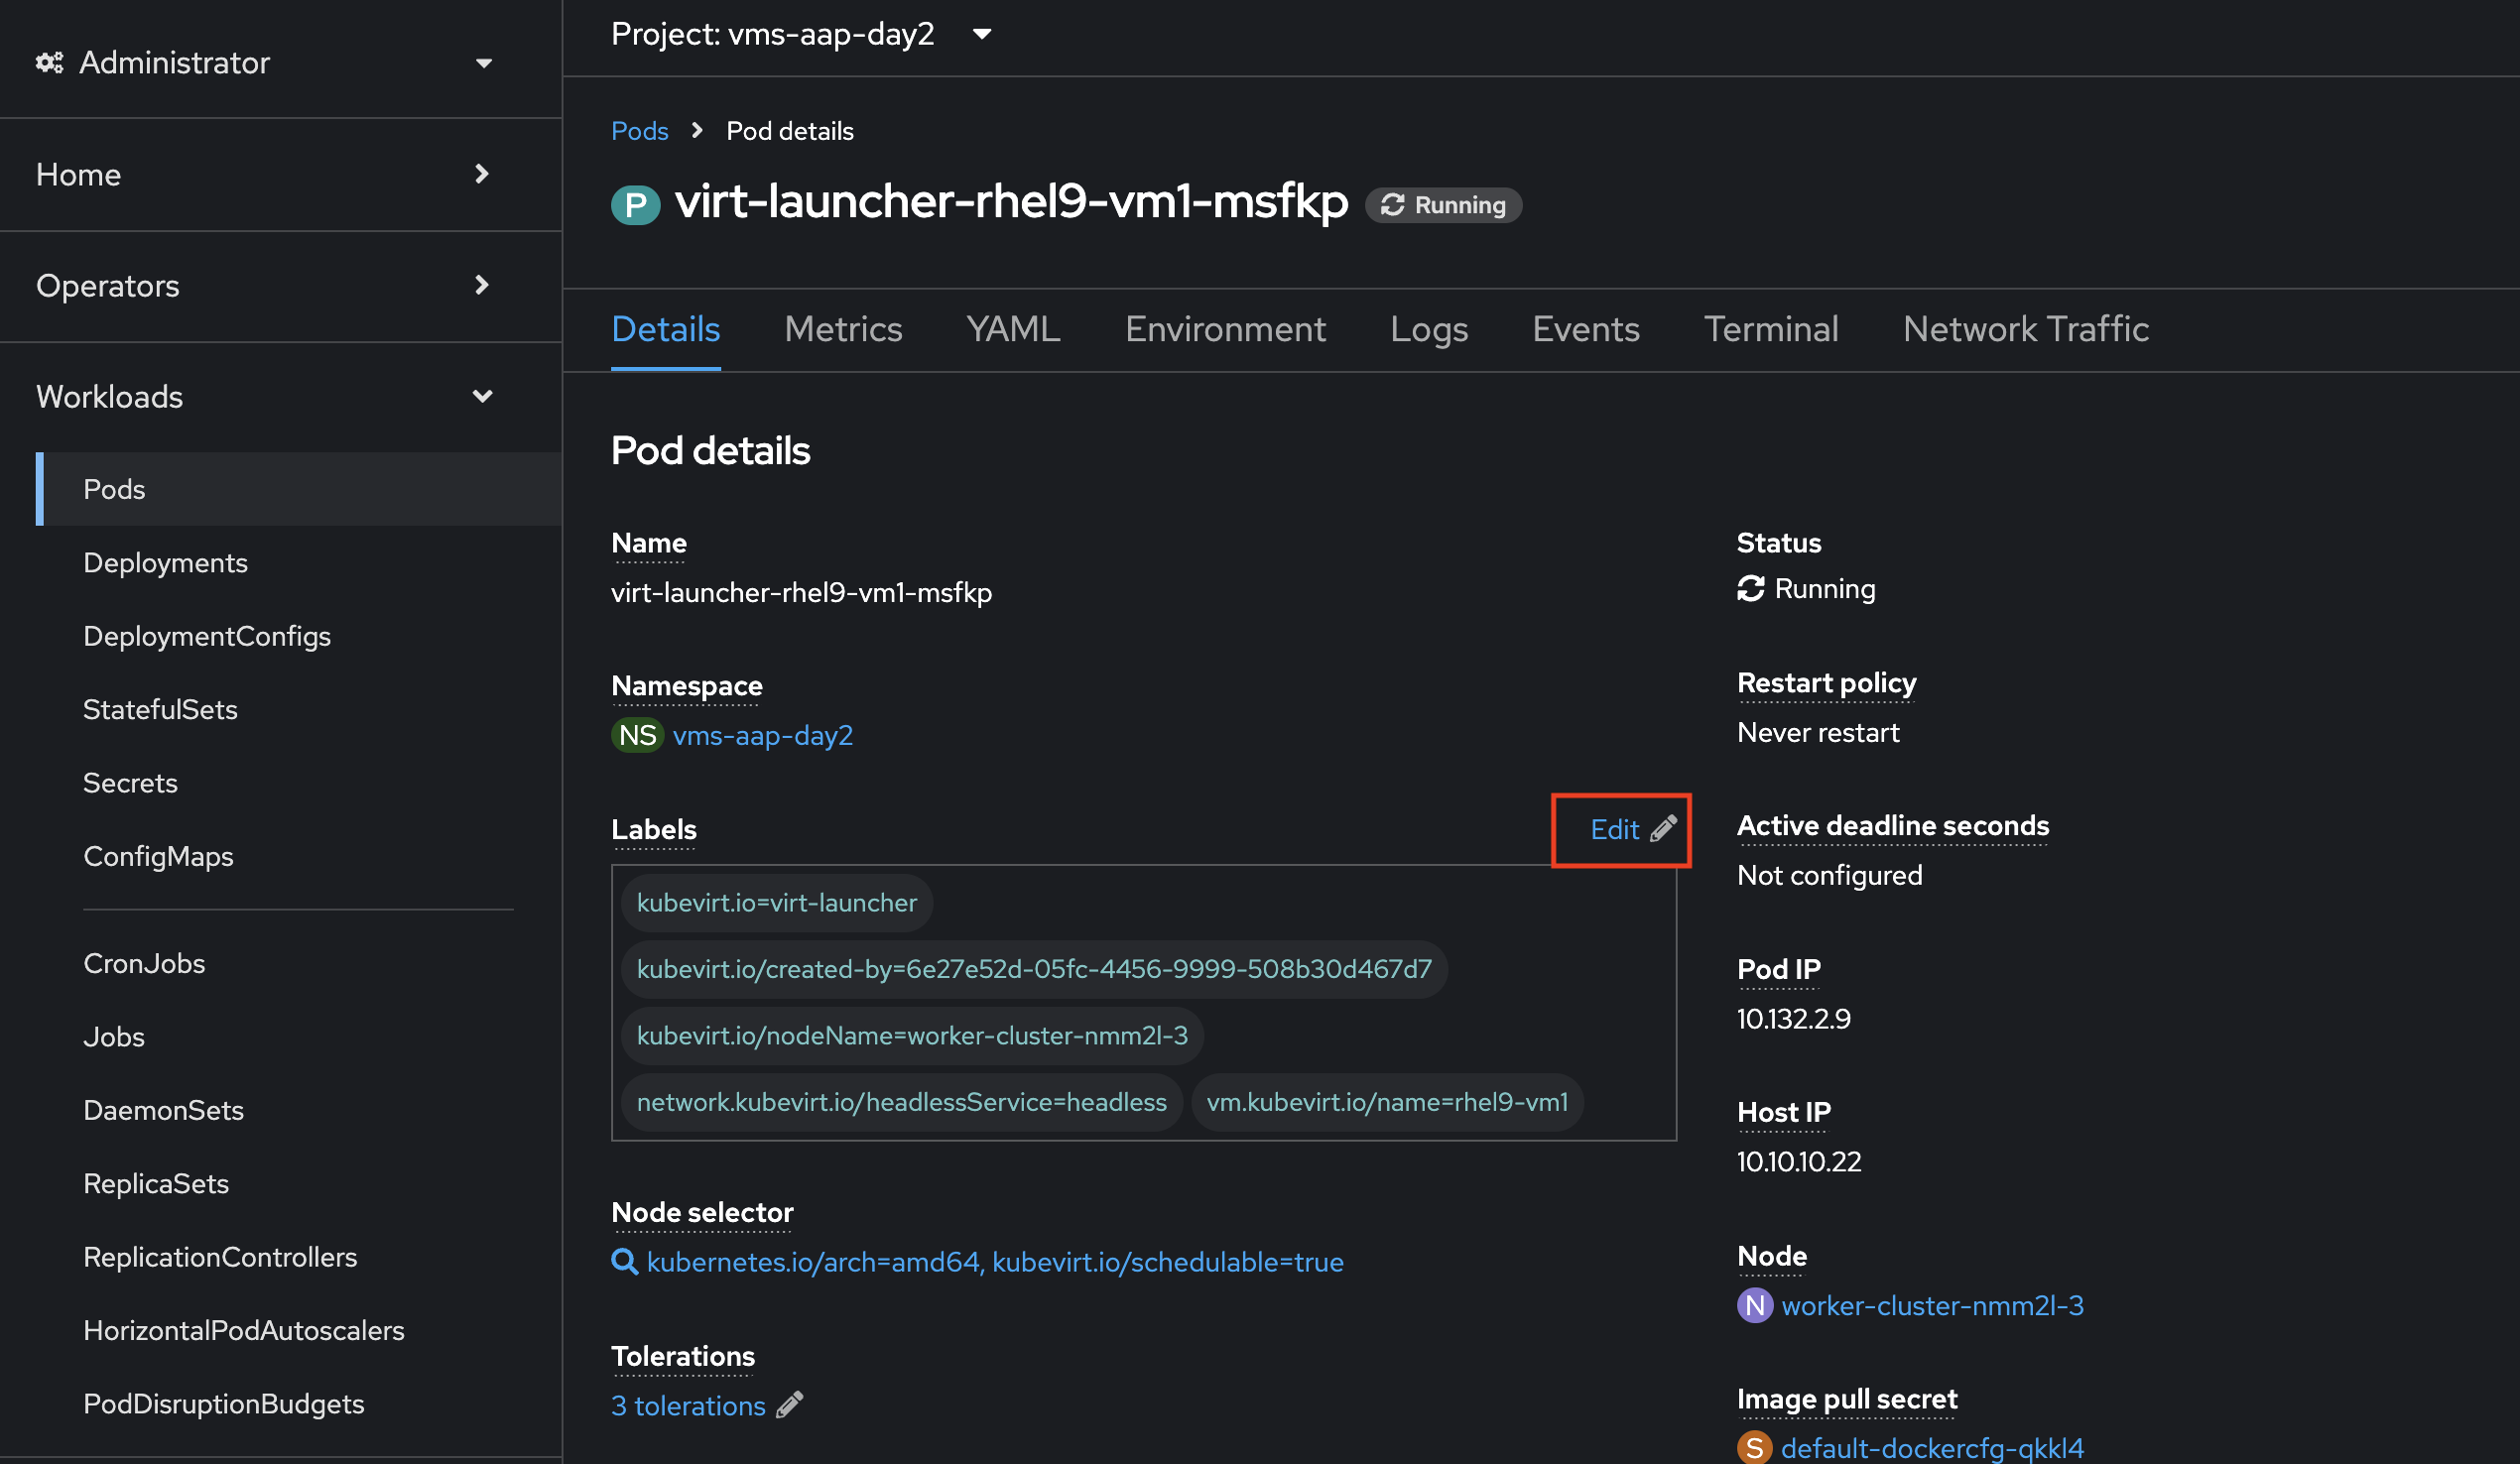 Administrator
Home
Operators
Workloads
Pods
Deployments
DeploymentConfigs
StatefulSets
Secrets
ConfigMaps
CronJobs
Jobs
DaemonSets
ReplicaSets
ReplicationControllers
HorizontalPodAutoscalers
PodDisruptionBudgets
Project: vms-aap-day2
Pods Pod details
P virt-launcher-rhel9-vm1-msfkp Running
Details Metrics YAML Environment Logs Events Terminal Network Traffic
Pod details
Name
virt-launcher-rhel9-vm1-msfkp
Namespace
NS vms-aap-day2
Labels Edit
kubevirt.io=virt-launcher
kubevirt.io/created-by=6e27e52d-05fc-4456-9999-508b30d467d7
kubevirt.io/nodeName=worker-cluster-nmm2l-3
network.kubevirt.io/headlessService=headless vm.kubevirt.io/name=rhel9-vm1
Node selector
kubernetes.io/arch=amd64, kubevirt.io/schedulable=true
Tolerations
3 tolerations
Status
Running
Restart policy
Never restart
Active deadline seconds
Not configured
Pod IP
10.132.2.9
Host IP
10.10.10.22
Node
N worker-cluster-nmm2l-3
Image pull secret
S default-dockercfg-qkkl4